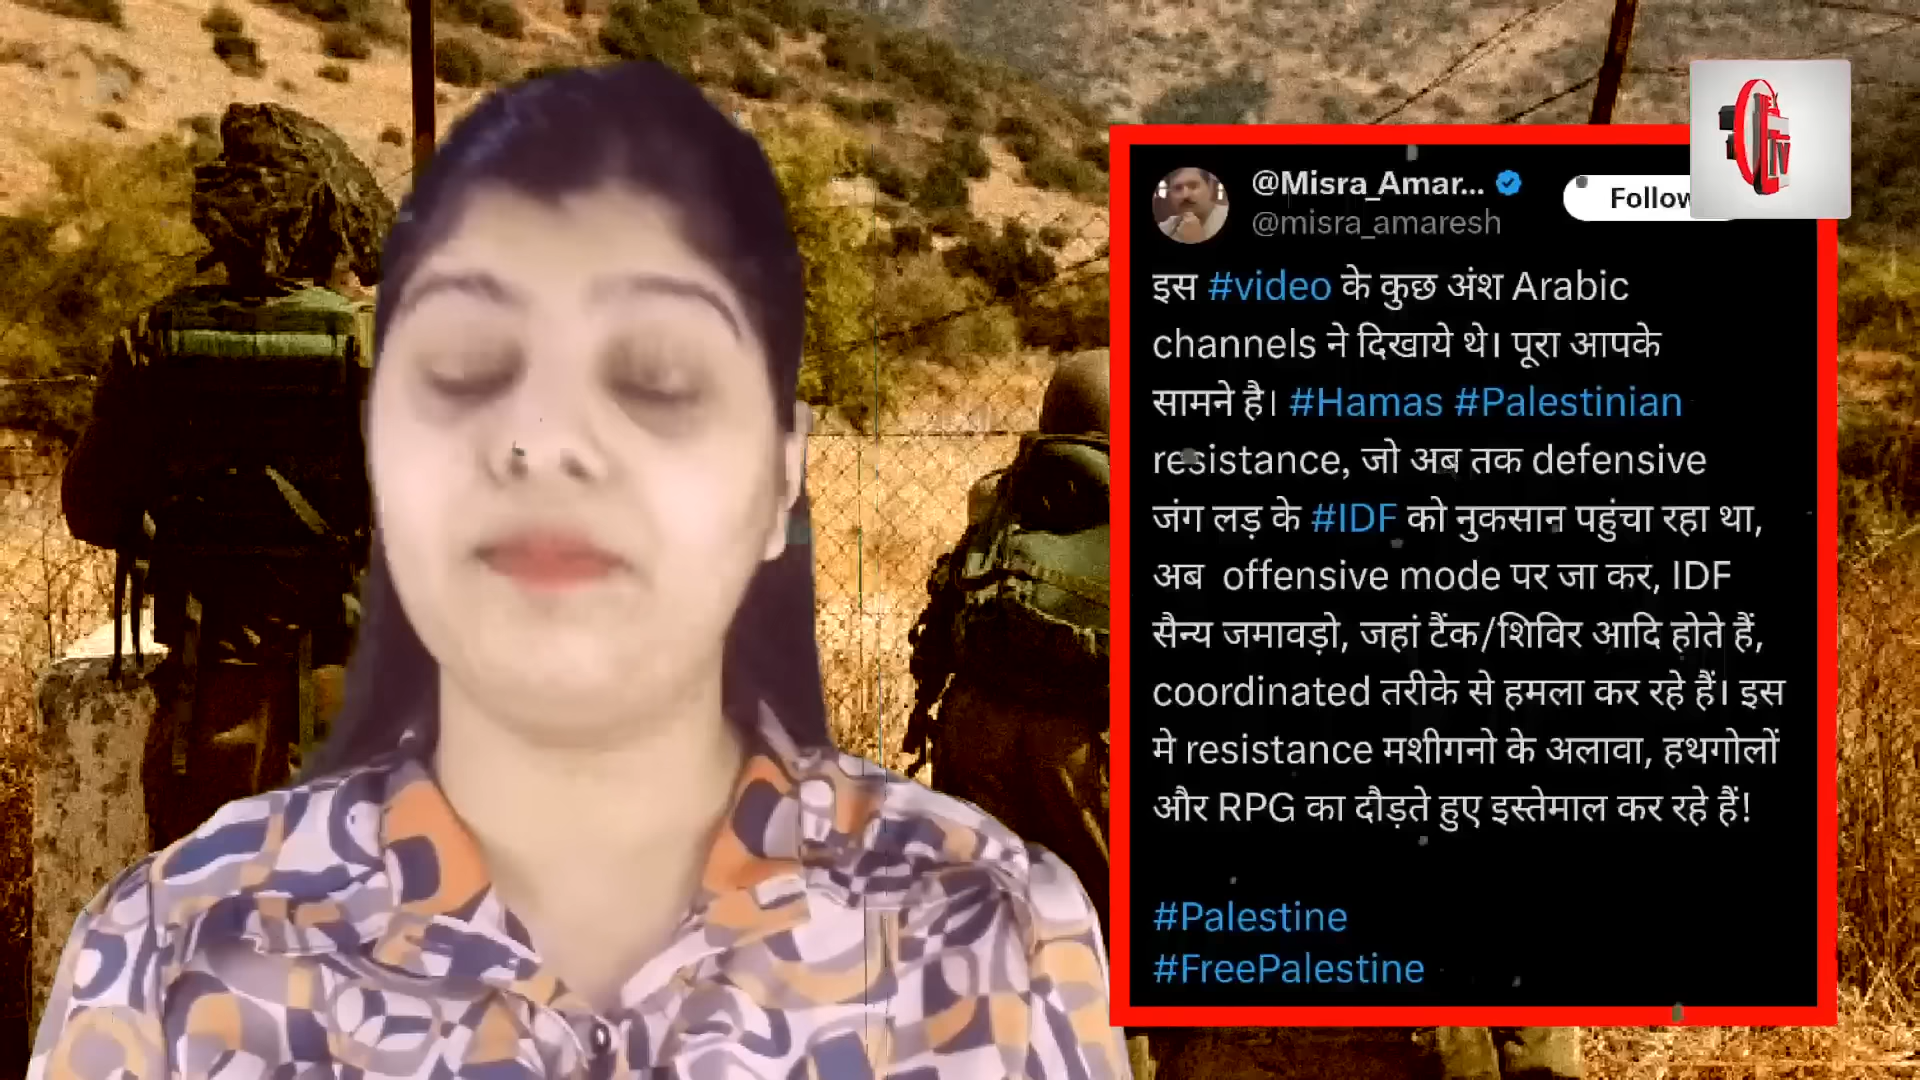 @Misra_Amar...
Follow
@misra_amaresh
इस #video के कुछ अंश Arabic
channels ने दिखाये थे। पूरा आपके
सामने है। #Hamas #Palestinian
resistance, जो अब तक defensive
जंग लड़ के #IDF को नुकसान पहुंचा रहा था,
अब offensive mode पर जा कर, IDF
सैन्य जमावड़ो, जहां टैंक/शिविर आदि होते हैं,
coordinated तरीके से हमला कर रहे हैं। इस
मे resistance मशीगनो के अलावा, हथगोलों
और RPG का दौड़ते हुए इस्तेमाल कर रहे हैं!
#Palestine
#FreePalestine